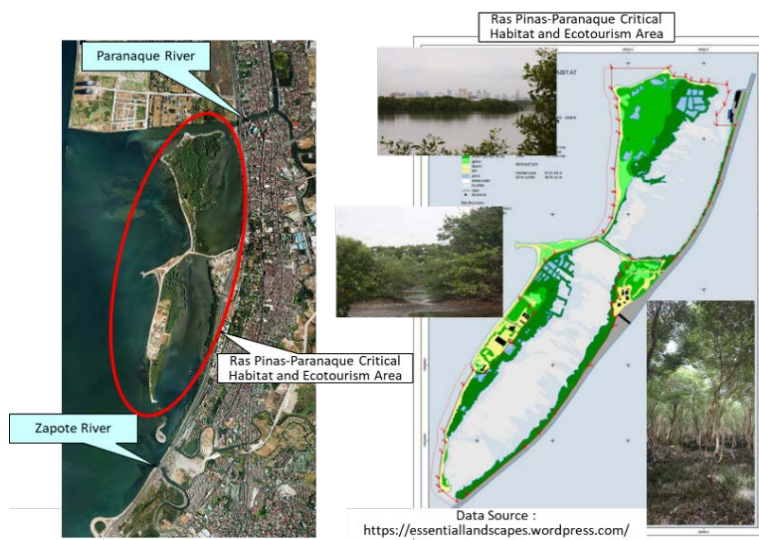 Ras Pinas-Paranaque Critical
Habitat and Ecotourism Area
Paranaque River
ABITAT
Ras Pinas-Paranaque Critical
Habitat and Ecotourism Area
Zapote River
Data Source :
https://essentiallandscapes.wordpress.com/